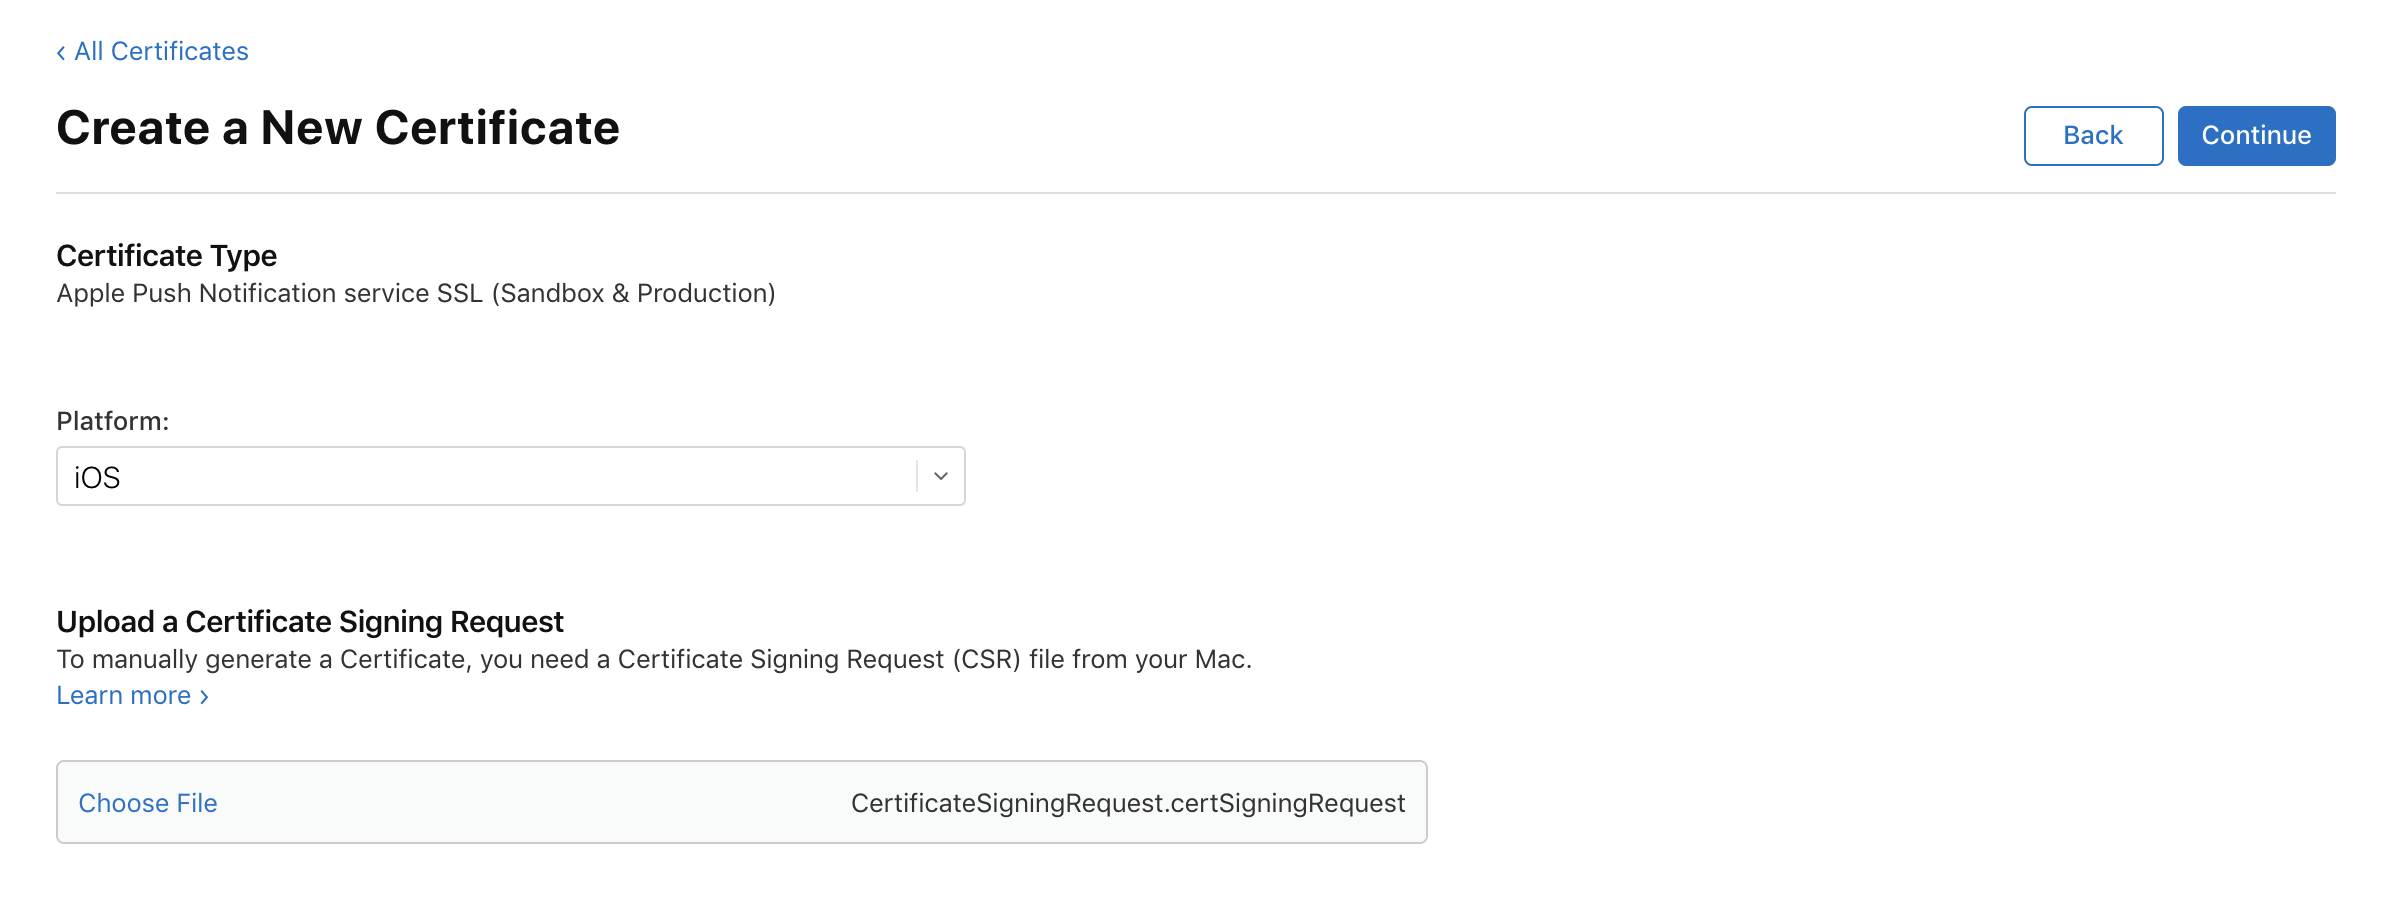 ‹ All Certificates
Create a New Certificate
Back
Continue
Certificate Type
Apple Push Notification service SSL (Sandbox & Production)
Platform:
iOS
Upload a Certificate Signing Request
To manually generate a Certificate, you need a Certificate Signing Request (CSR) file from your Mac.
Learn more ›
Choose File
CertificateSigningRequest.certSigningRequest